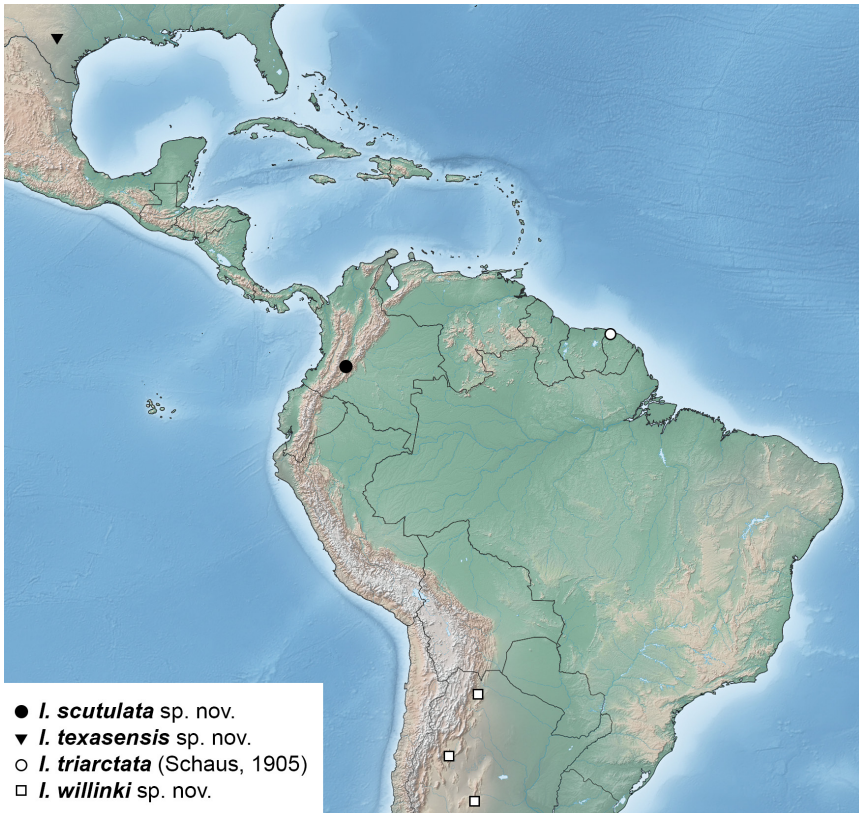 I. scutulata sp. nov.
I. texasensis sp. nov.
I. triarctata (Schaus, 1905)
I. willinki sp. nov.